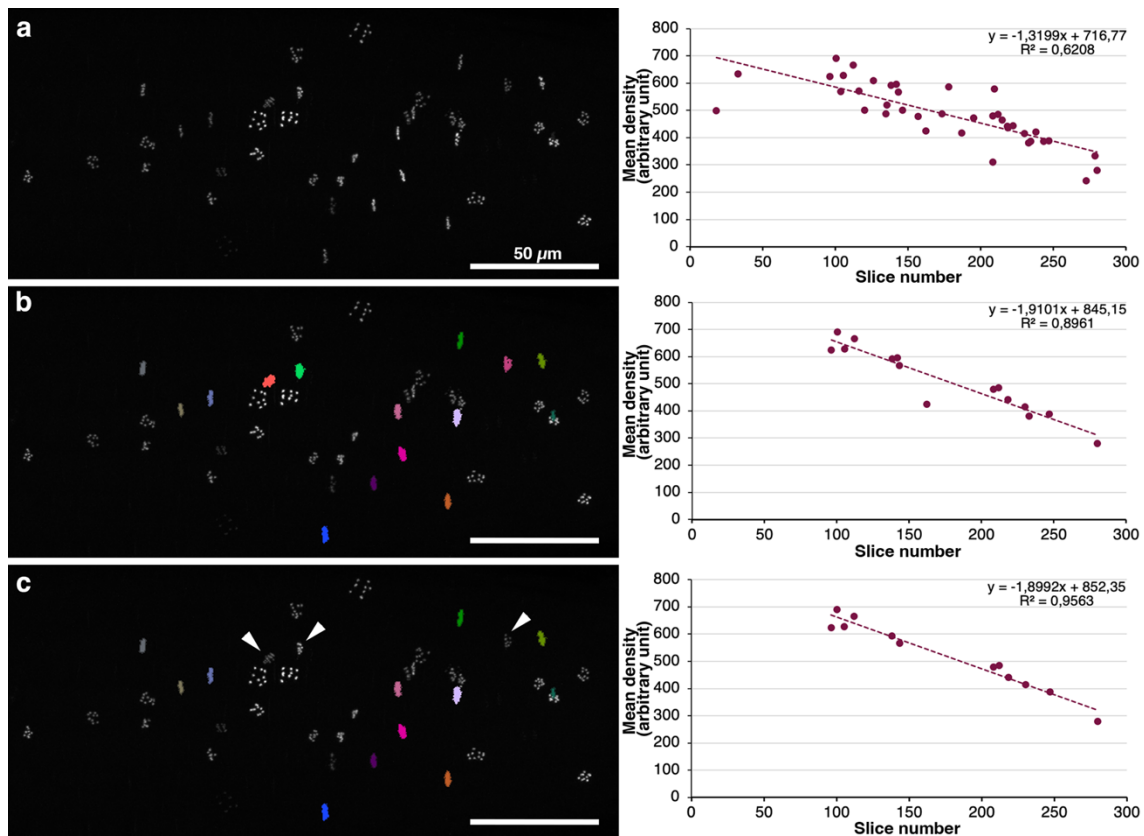 a
50 µm
Mean density
(arbitrary unit)
800
700
600
500
400
300
200
100
0
y = -1,3199x + 716,77
R² = 0,6208
0 50 100 150 200 250 300
Slice number
b
Mean density
(arbitrary unit)
800
700
600
500
400
300
200
100
0
y = -1,9101x + 845,15
R² = 0,8961
0 50 100 150 200 250 300
Slice number
c
Mean density
(arbitrary unit)
800
700
600
500
400
300
200
100
0
y = -1,8992x + 852,35
R² = 0,9563
0 50 100 150 200 250 300
Slice number